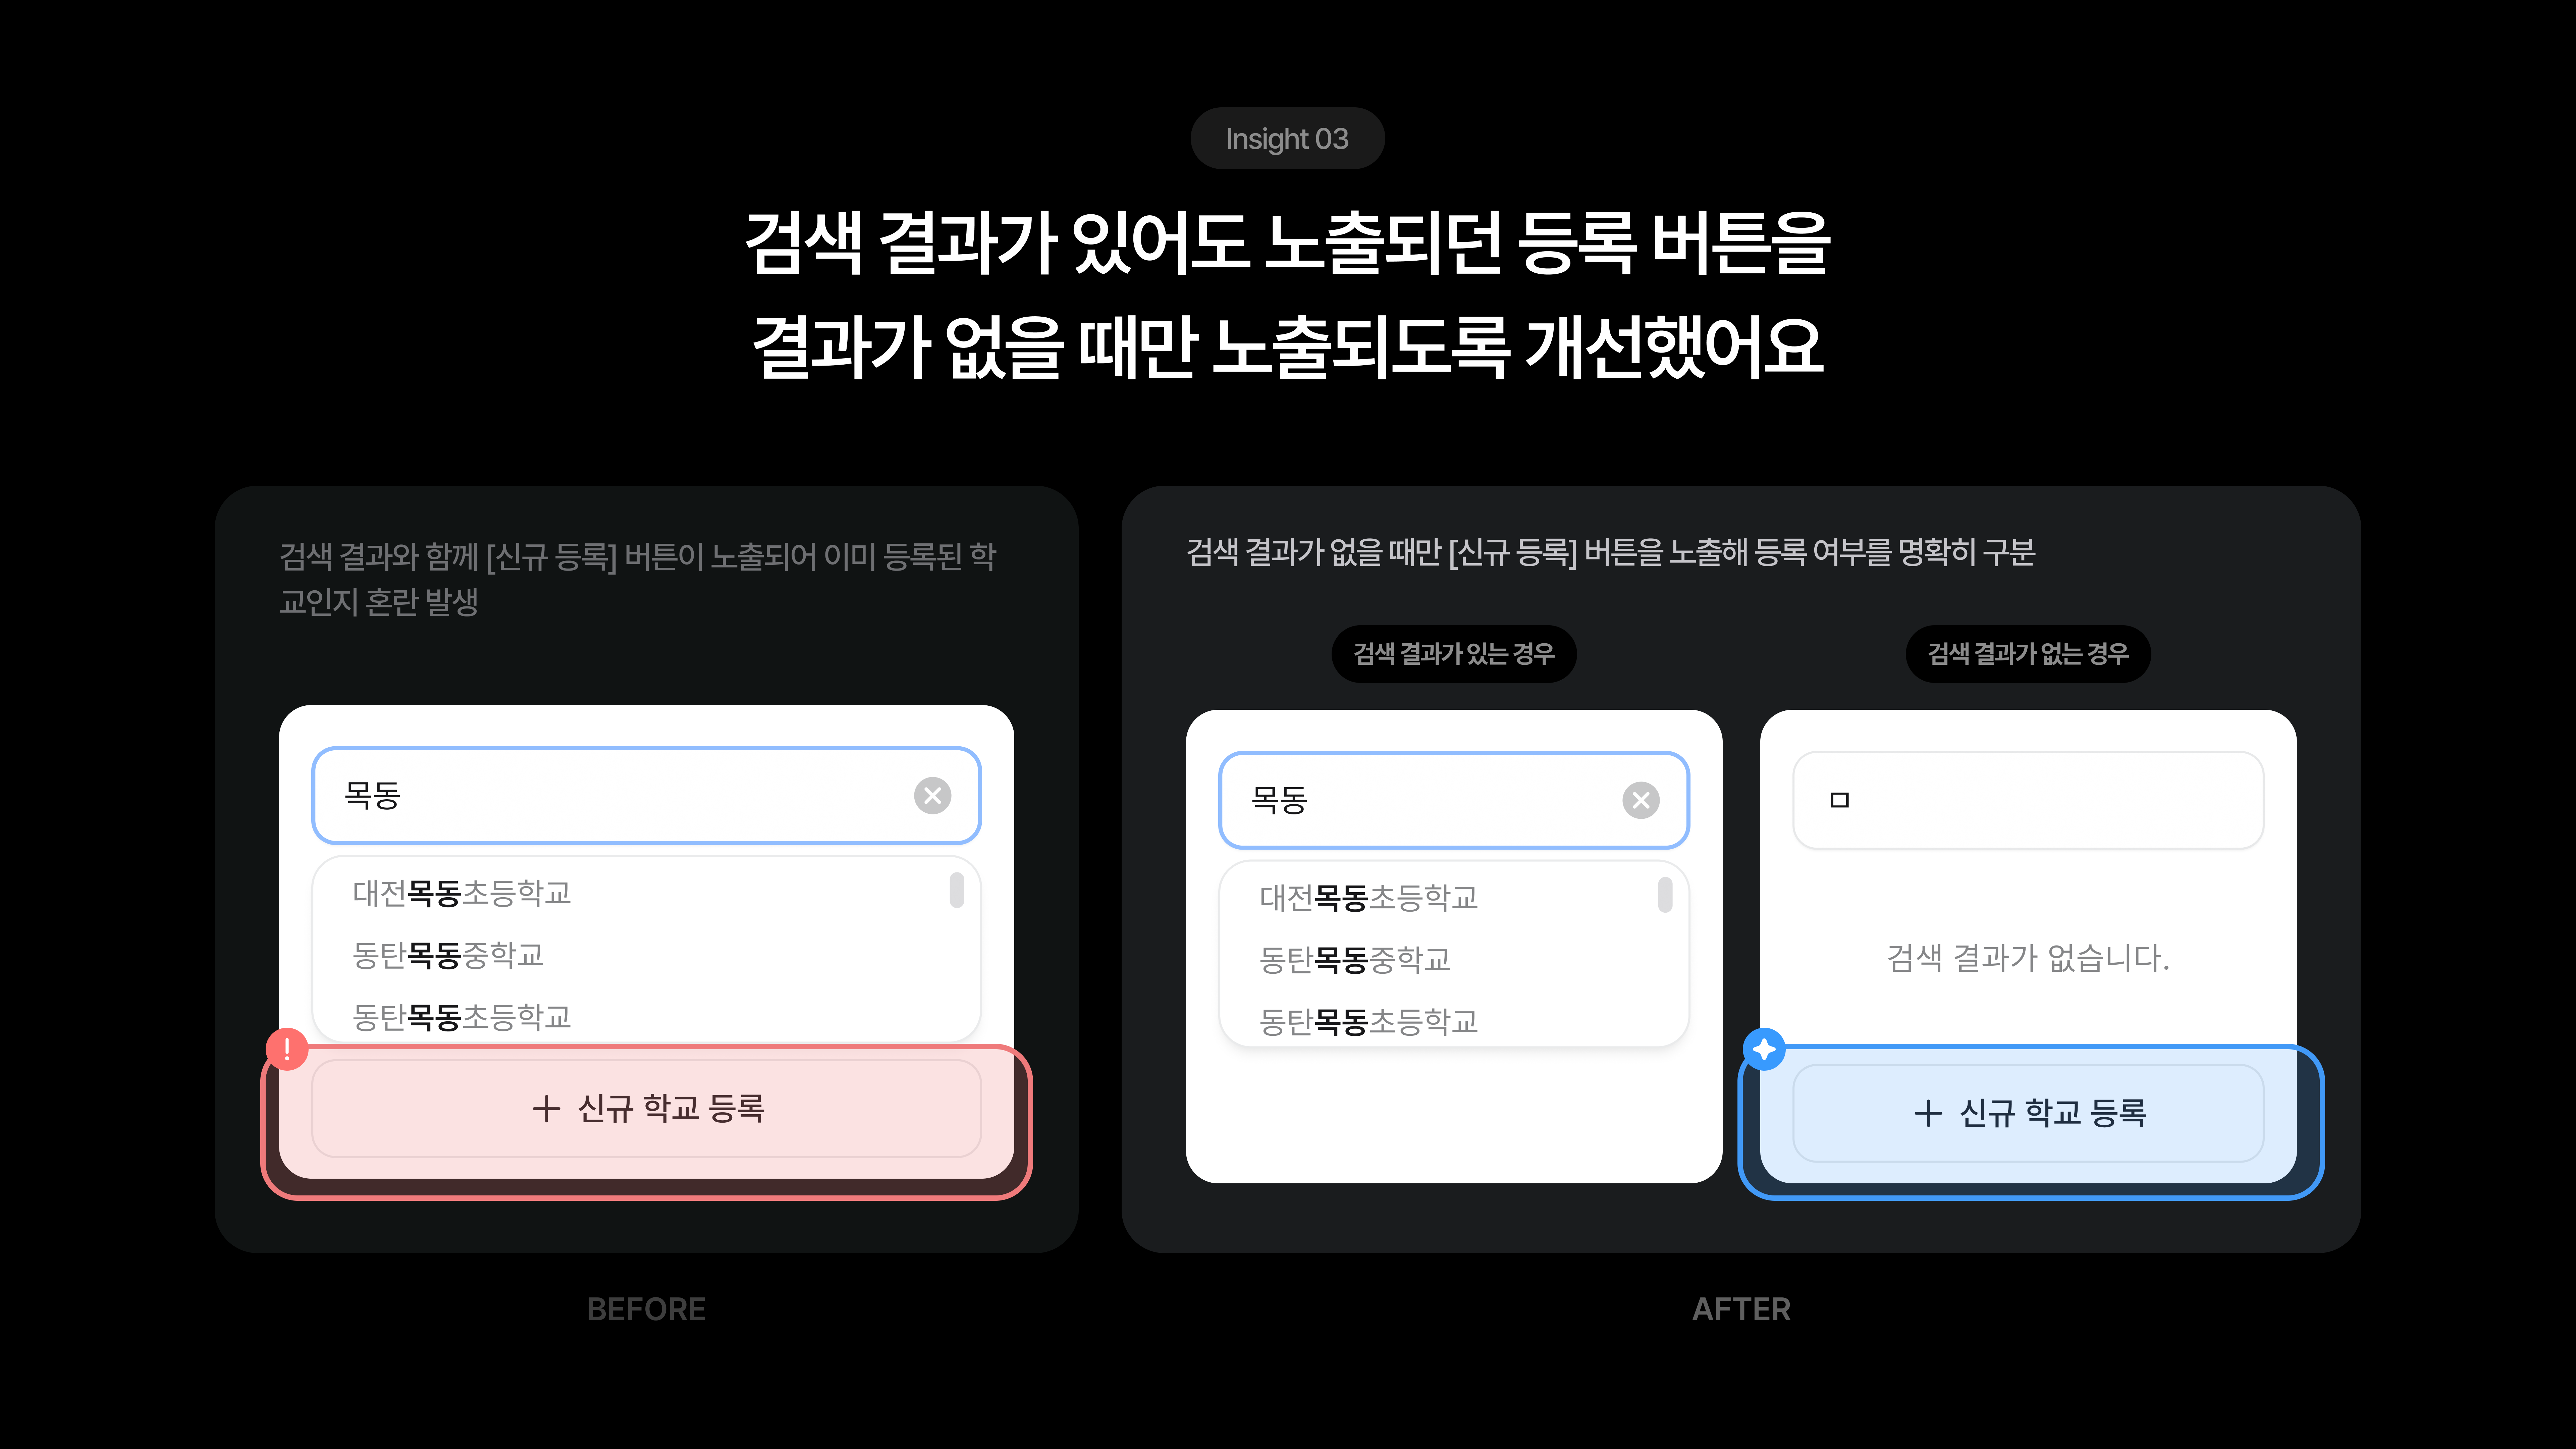 Insight 03
검색 결과가 있어도 노출되던 등록 버튼을
결과가 없을 때만 노출되도록 개선했어요
검색 결과와 함께 [신규 등록] 버튼이 노출되어 이미 등록된 학
교인지 혼란 발생
목동
대전목동초등학교
동탄목동중학교
동탄목동초등학교
! 
+ 신규 학교 등록
BEFORE
검색 결과가 없을 때만 [신규 등록] 버튼을 노출해 등록 여부를 명확히 구분
검색 결과가 있는 경우
목동
대전목동초등학교
동탄목동중학교
동탄목동초등학교
검색 결과가 없는 경우
ㅁ
검색 결과가 없습니다.
+ 신규 학교 등록
AFTER